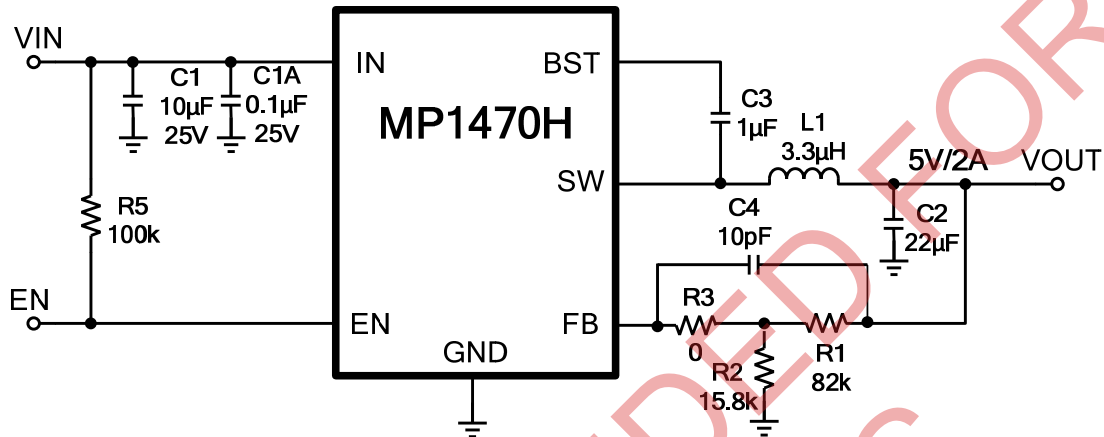 VIN
IN
BST
C1
10µF
25V
C1A
0.1µF
25V
MP1470H
C3
1µF
L1
3.3µH
5V/2A
VOUT
SW
R5
100k
C4
10pF
C2
22µF
EN
EN
FB
R3
0
R1
82k
R2
15.8k
GND
FOR